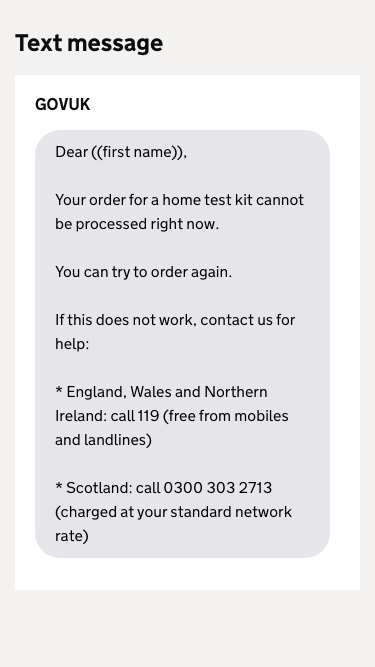 Text message
GOVUK
Dear ((first name)),
Your order for a home test kit cannot
be processed right now.
You can try to order again.
If this does not work, contact us for
help:
* England, Wales and Northern
Ireland: call 119 (free from mobiles
and landlines)
* Scotland: call 0300 303 2713
(charged at your standard network
rate)